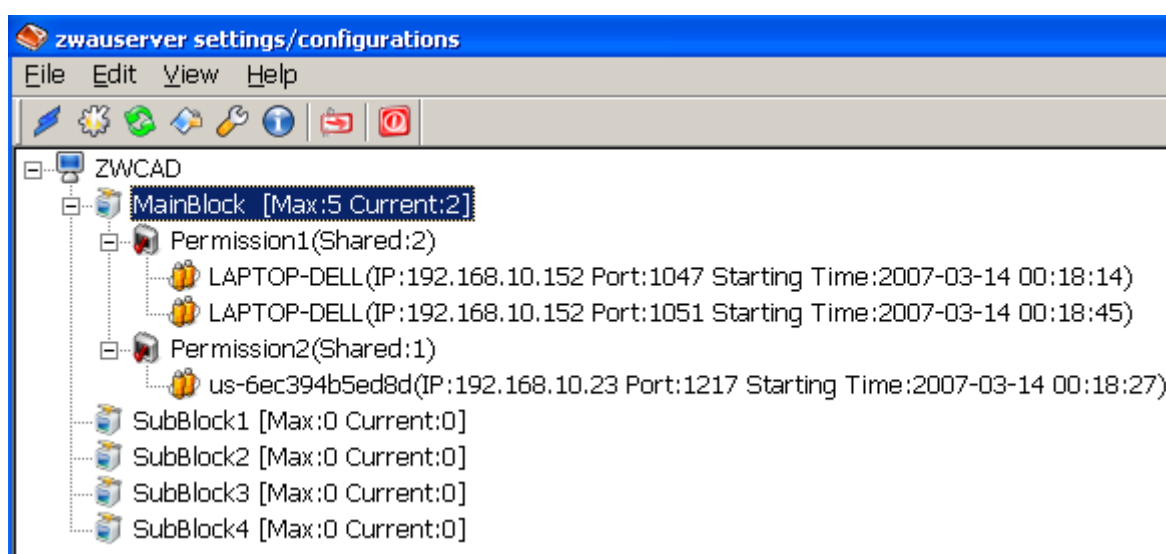 zwauserver settings/configurations
File Edit View Help
ZWCAD
MainBlock [Max:5 Current:2]
Permission1(Shared:2)
LAPTOP-DELL(IP:192.168.10.152 Port:1047 Starting Time:2007-03-14 00:18:14)
LAPTOP-DELL(IP:192.168.10.152 Port:1051 Starting Time:2007-03-14 00:18:45)
Permission2(Shared:1)
us-6ec394b5ed8d(IP:192.168.10.23 Port:1217 Starting Time:2007-03-14 00:18:27)
SubBlock1 [Max:0 Current:0]
SubBlock2 [Max:0 Current:0]
SubBlock3 [Max:0 Current:0]
SubBlock4 [Max:0 Current:0]